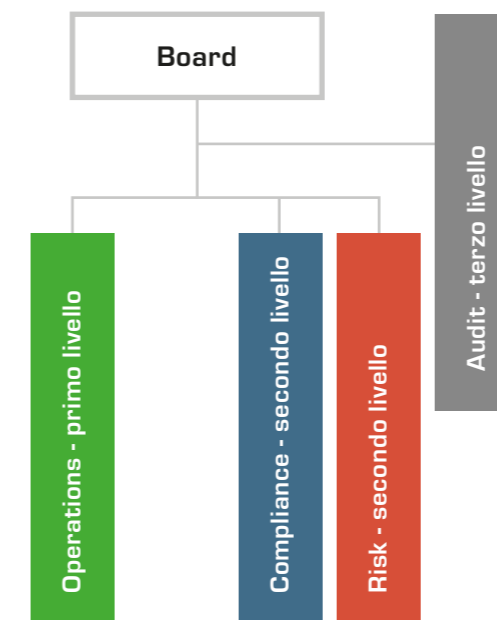 Board
Operations - primo livello
Compliance - secondo livello
Risk - secondo livello
Audit - terzo livello